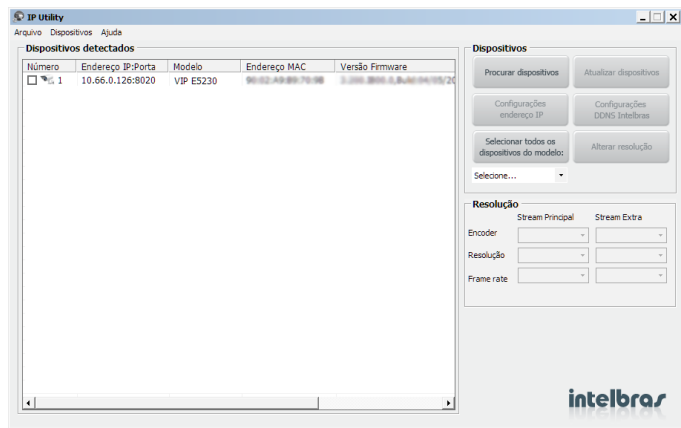 IP Utility
Arquivo Dispositivos Ajuda
Dispositivos detectados
Número Endereço IP:Porta Modelo Endereço MAC Versão Firmware
1 10.66.0.126:8020 VIP E5230
Dispositivos
Procurar dispositivos
Atualizar dispositivos
Configurações
endereço IP
Configurações
DDNS Intelbras
Selecionar todos os
dispositivos do modelo:
Alterar resolução
Selecione...
Resolução
Stream Principal Stream Extra
Encoder
Resolução
Frame rate
intelbras